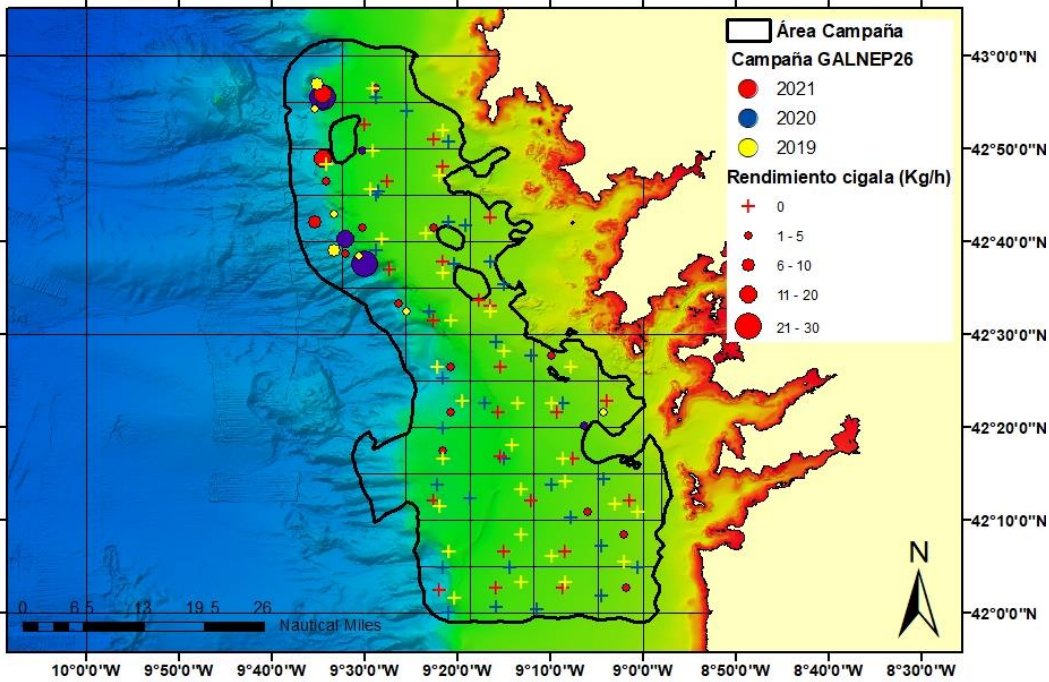 Área Campaña
Campaña GALNEP26
2021
2020
2019
Rendimiento cigala (Kg/h)
0
1 - 5
6 - 10
11 - 20
21 - 30
43°0'0"N
42°50'0"N
42°40'0"N
42°30'0"N
42°20'0"N
42°10'0"N
42°0'0"N
N
0 6.5 13 19.5 26
Nautical Miles
10°0'0"W 9°50'0"W 9°40'0"W 9°30'0"W 9°20'0"W 9°10'0"W 9°0'0"W 8°50'0"W 8°40'0"W 8°30'0"W